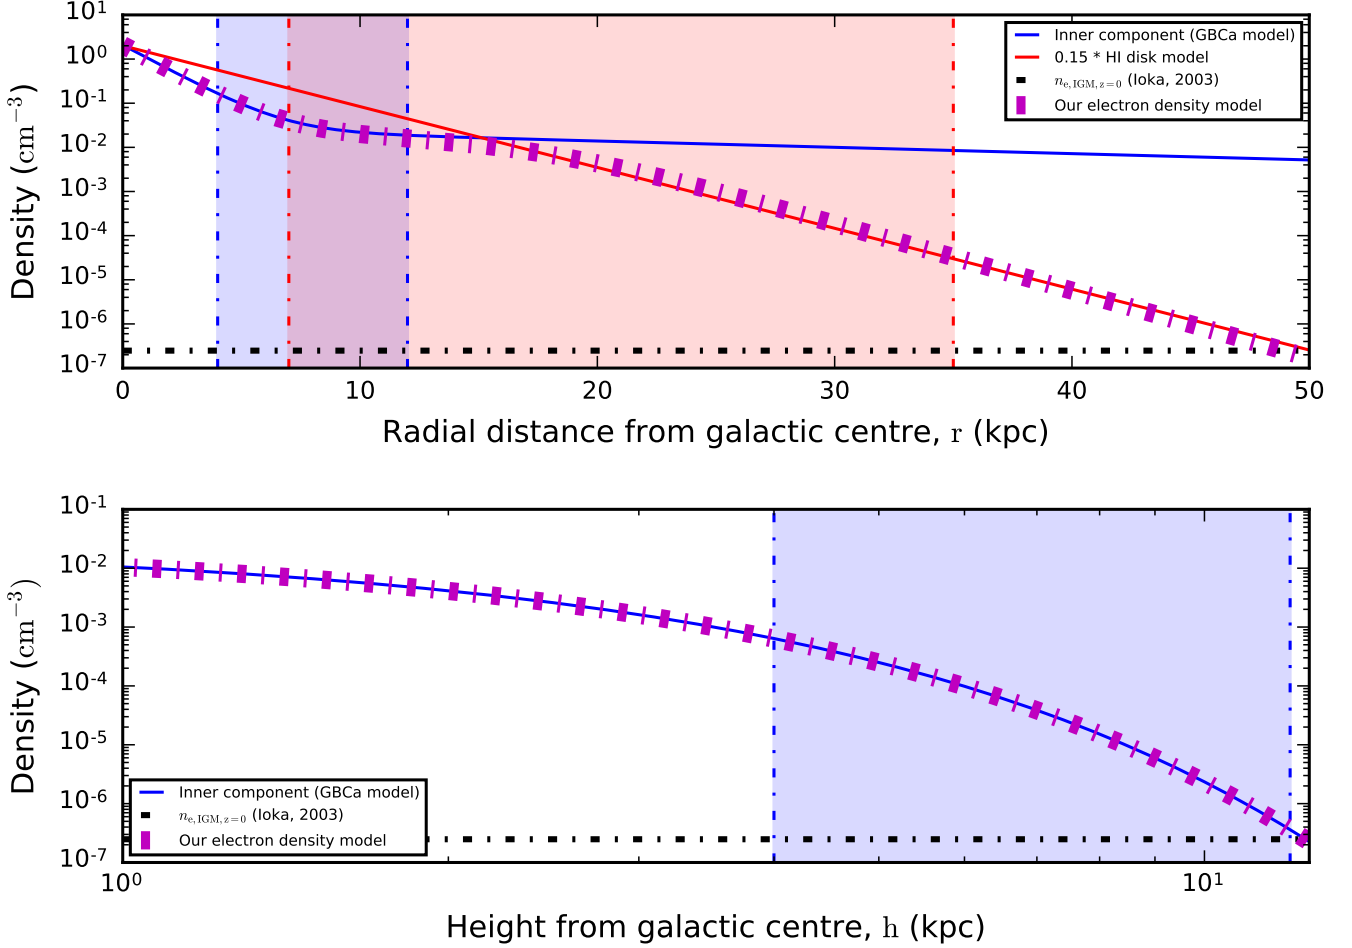 10^1
10^0
10^-1
10^-2
10^-3
10^-4
10^-5
10^-6
10^-7
Density (cm^−3)
Inner component (GBCa model)
0.15 * HI disk model
n_e,IGM,z=0 (Ioka, 2003)
Our electron density model
0 10 20 30 40 50
Radial distance from galactic centre, r (kpc)
10^-1
10^-2
10^-3
10^-4
10^-5
10^-6
10^-7
Density (cm^−3)
Inner component (GBCa model)
n_e,IGM,z=0 (Ioka, 2003)
Our electron density model
10^0 10^1
Height from galactic centre, h (kpc)